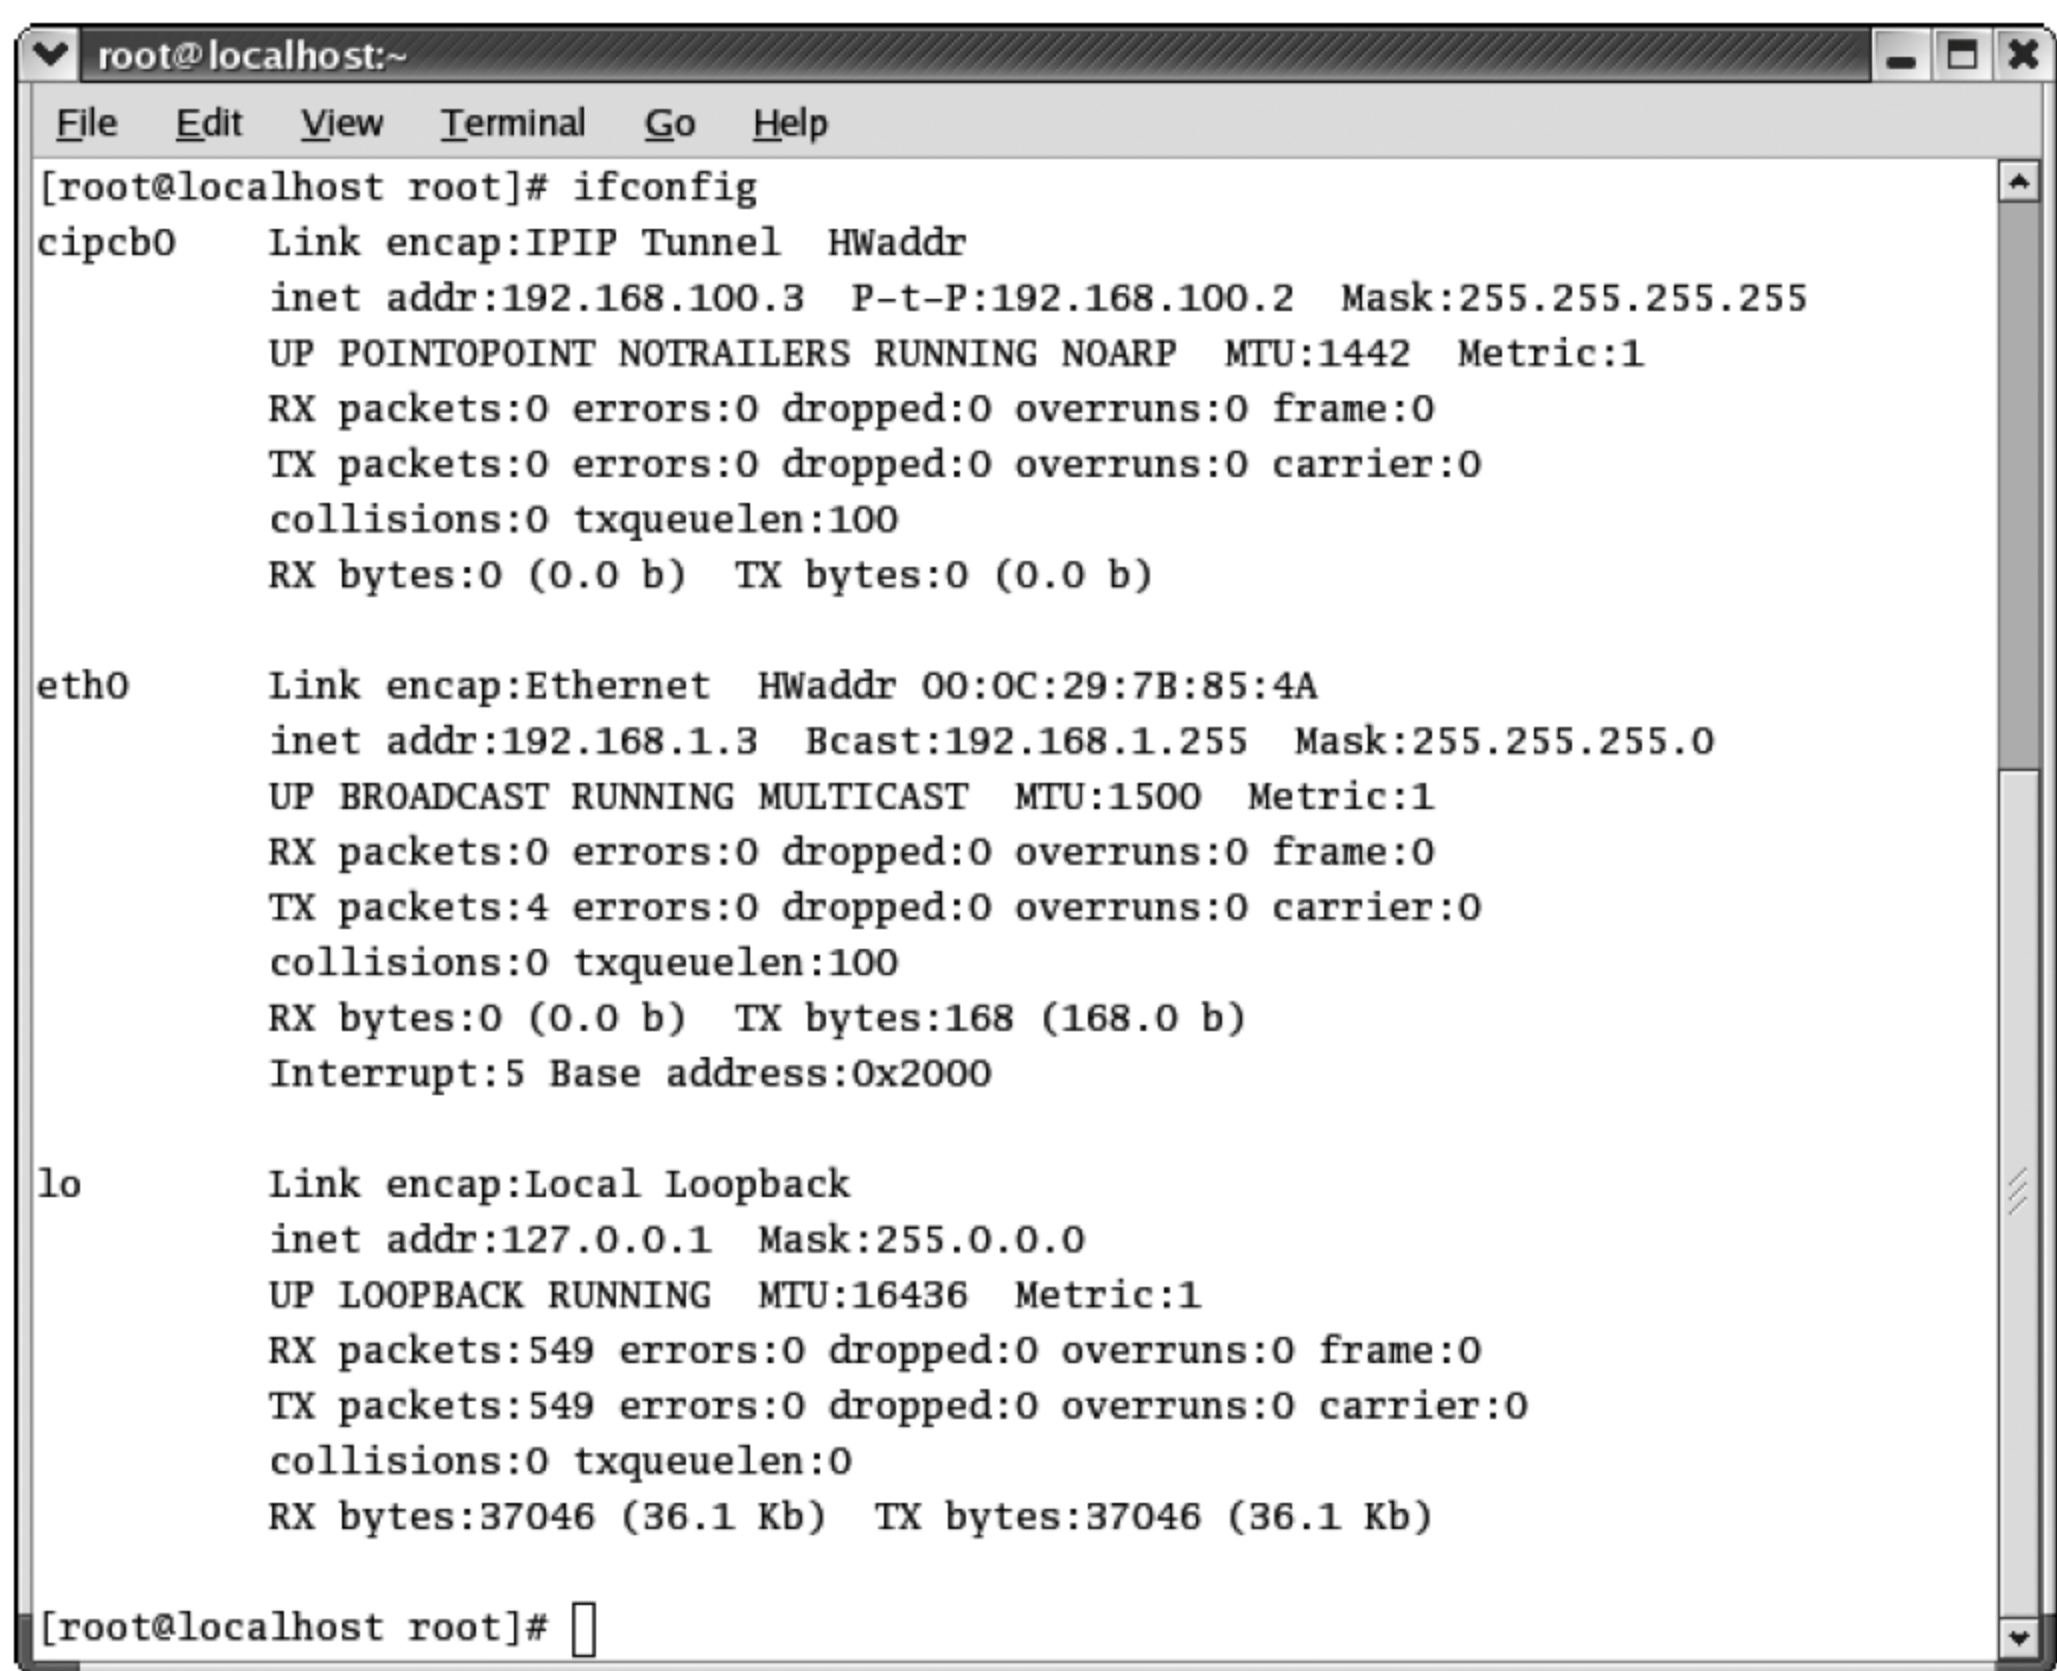 root@localhost:~
File Edit View Terminal Go Help
[root@localhost root]# ifconfig
cipcb0 Link encap:IPIP Tunnel HWaddr
inet addr:192.168.100.3 P-t-P:192.168.100.2 Mask:255.255.255.255
UP POINTOPOINT NOTRAILERS RUNNING NOARP MTU:1442 Metric:1
RX packets:0 errors:0 dropped:0 overruns:0 frame:0
TX packets:0 errors:0 dropped:0 overruns:0 carrier:0
collisions:0 txqueuelen:100
RX bytes:0 (0.0 b) TX bytes:0 (0.0 b)
eth0 Link encap:Ethernet HWaddr 00:0C:29:7B:85:4A
inet addr:192.168.1.3 Bcast:192.168.1.255 Mask:255.255.255.0
UP BROADCAST RUNNING MULTICAST MTU:1500 Metric:1
RX packets:0 errors:0 dropped:0 overruns:0 frame:0
TX packets:4 errors:0 dropped:0 overruns:0 carrier:0
collisions:0 txqueuelen:100
RX bytes:0 (0.0 b) TX bytes:168 (168.0 b)
Interrupt:5 Base address:0x2000
lo Link encap:Local Loopback
inet addr:127.0.0.1 Mask:255.0.0.0
UP LOOPBACK RUNNING MTU:16436 Metric:1
RX packets:549 errors:0 dropped:0 overruns:0 frame:0
TX packets:549 errors:0 dropped:0 overruns:0 carrier:0
collisions:0 txqueuelen:0
RX bytes:37046 (36.1 Kb) TX bytes:37046 (36.1 Kb)
[root@localhost root]#